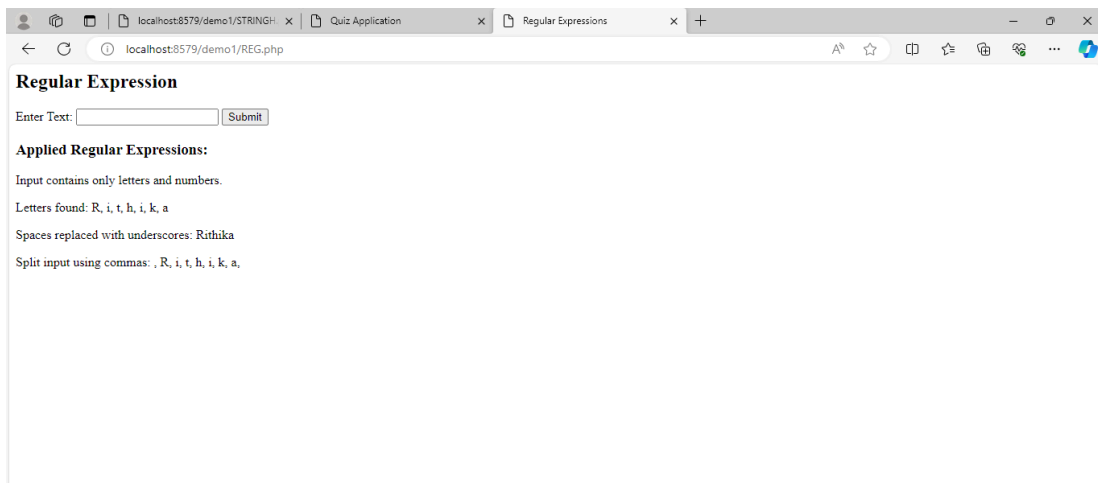 localhost:8579/demo1/STRINGH
Quiz Application
Regular Expressions
localhost:8579/demo1/REG.php
Regular Expression
Enter Text: Submit
Applied Regular Expressions:
Input contains only letters and numbers.
Letters found: R, i, t, h, i, k, a
Spaces replaced with underscores: Rithika
Split input using commas: , R, i, t, h, i, k, a,